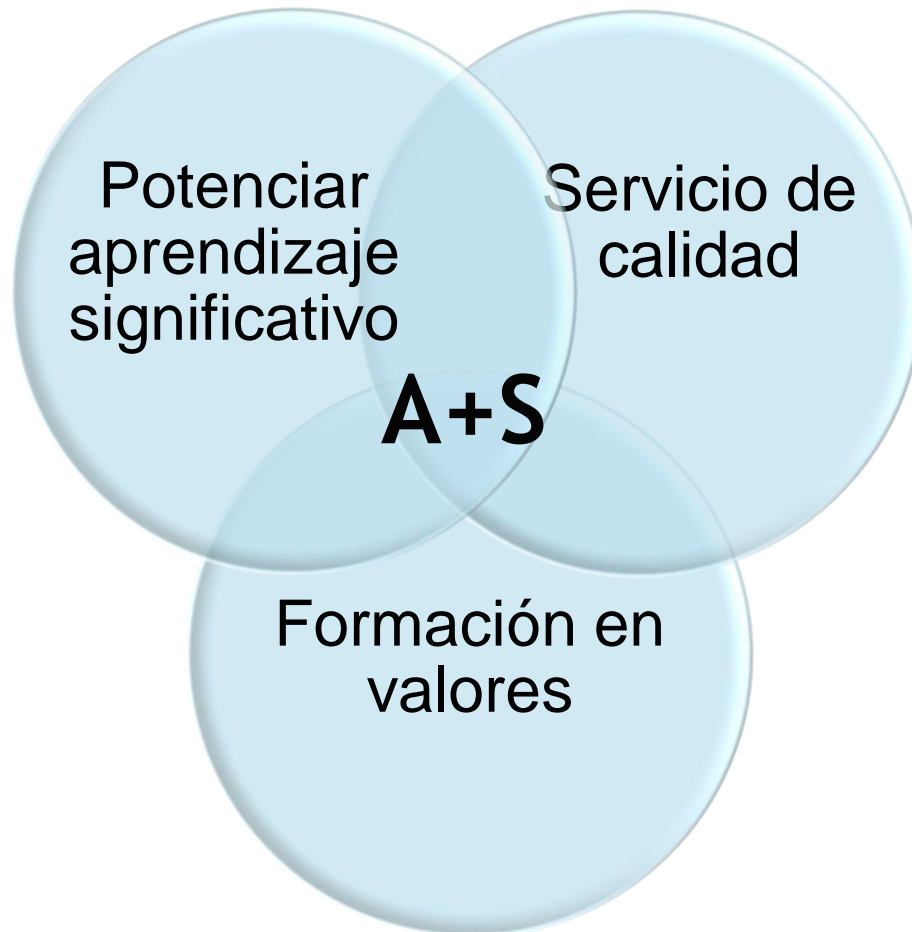 Potenciar
aprendizaje
significativo
Servicio de
calidad
A+S
Formación en
valores